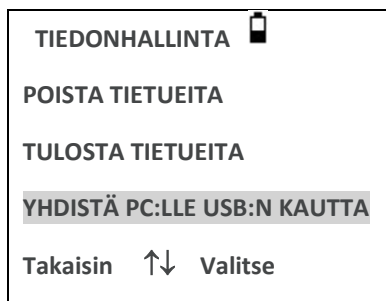 TIEDONHALLINTA
POISTA TIETUEITA
TULOSTA TIETUEITA
YHDISTÄ PC:LLE USB:N KAUTTA
Takaisin ↑↓ Valitse